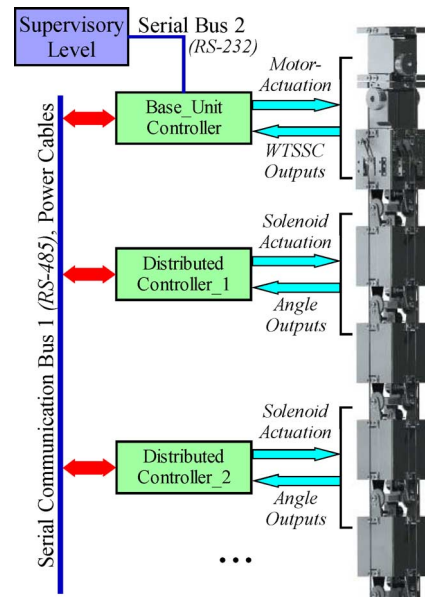 Supervisory
Level
Serial Bus 2
(RS-232)
Motor-
Actuation
Base_Unit
Controller
WTSSC
Outputs
Serial Communication Bus 1 (RS-485), Power Cables
Solenoid
Actuation
Distributed
Controller_1
Angle
Outputs
Solenoid
Actuation
Distributed
Controller_2
Angle
Outputs
...